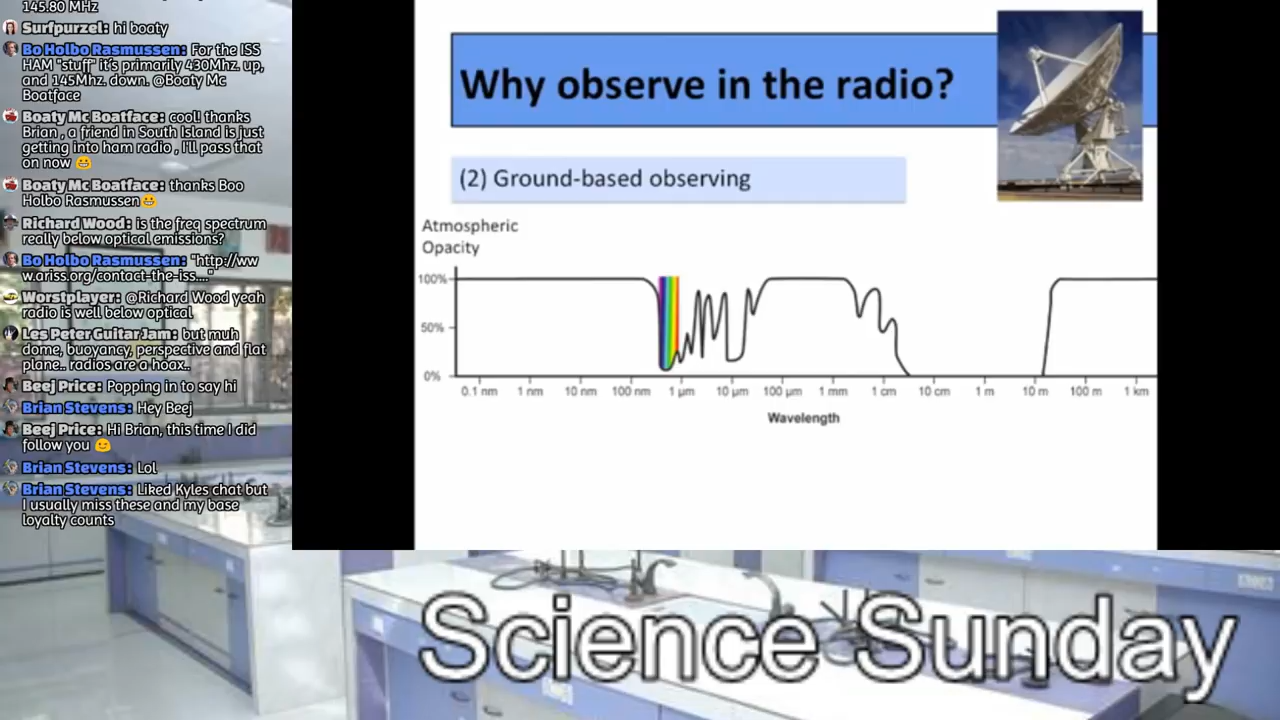 145.80 MHz
Surfpurzel: hi boaty
Bo Holbo Rasmussen: For the ISS
HAM "stuff" it's primarily 430Mhz. up,
and 145Mhz. down. @Boaty Mc
Boatface
Boaty Mc Boatface: cool! thanks
Brian , a friend in South Island is just
getting into ham radio , I'll pass that
on now 😀
Boaty Mc Boatface: thanks Boo
Holbo Rasmussen😀
Richard Wood: is the freq spectrum
really below optical emissions?
Bo Holbo Rasmussen: "http://ww
w.ariss.org/contact-the-iss...."
Worstplayer: @Richard Wood yeah
radio is well below optical
Les PeterGuitarJam: but muh
dome, buoyancy, perspective and flat
plane.. radios are a hoax..
Beej Price: Popping in to say hi
Brian Stevens: Hey Beej
Beej Price: Hi Brian, this time I did
follow you 😊
Brian Stevens: Lol
Brian Stevens: Liked Kyles chat but
I usually miss these and my base
loyalty counts
Why observe in the radio?
(2) Ground-based observing
Atmospheric
Opacity
100%
50%
0%
0.1 nm 1 nm 10 nm 100 nm 1 μm 10 μm 100 μm 1 mm 1 cm 10 cm 1 m 10 m 100 m 1 km
Wavelength
Science Sunday